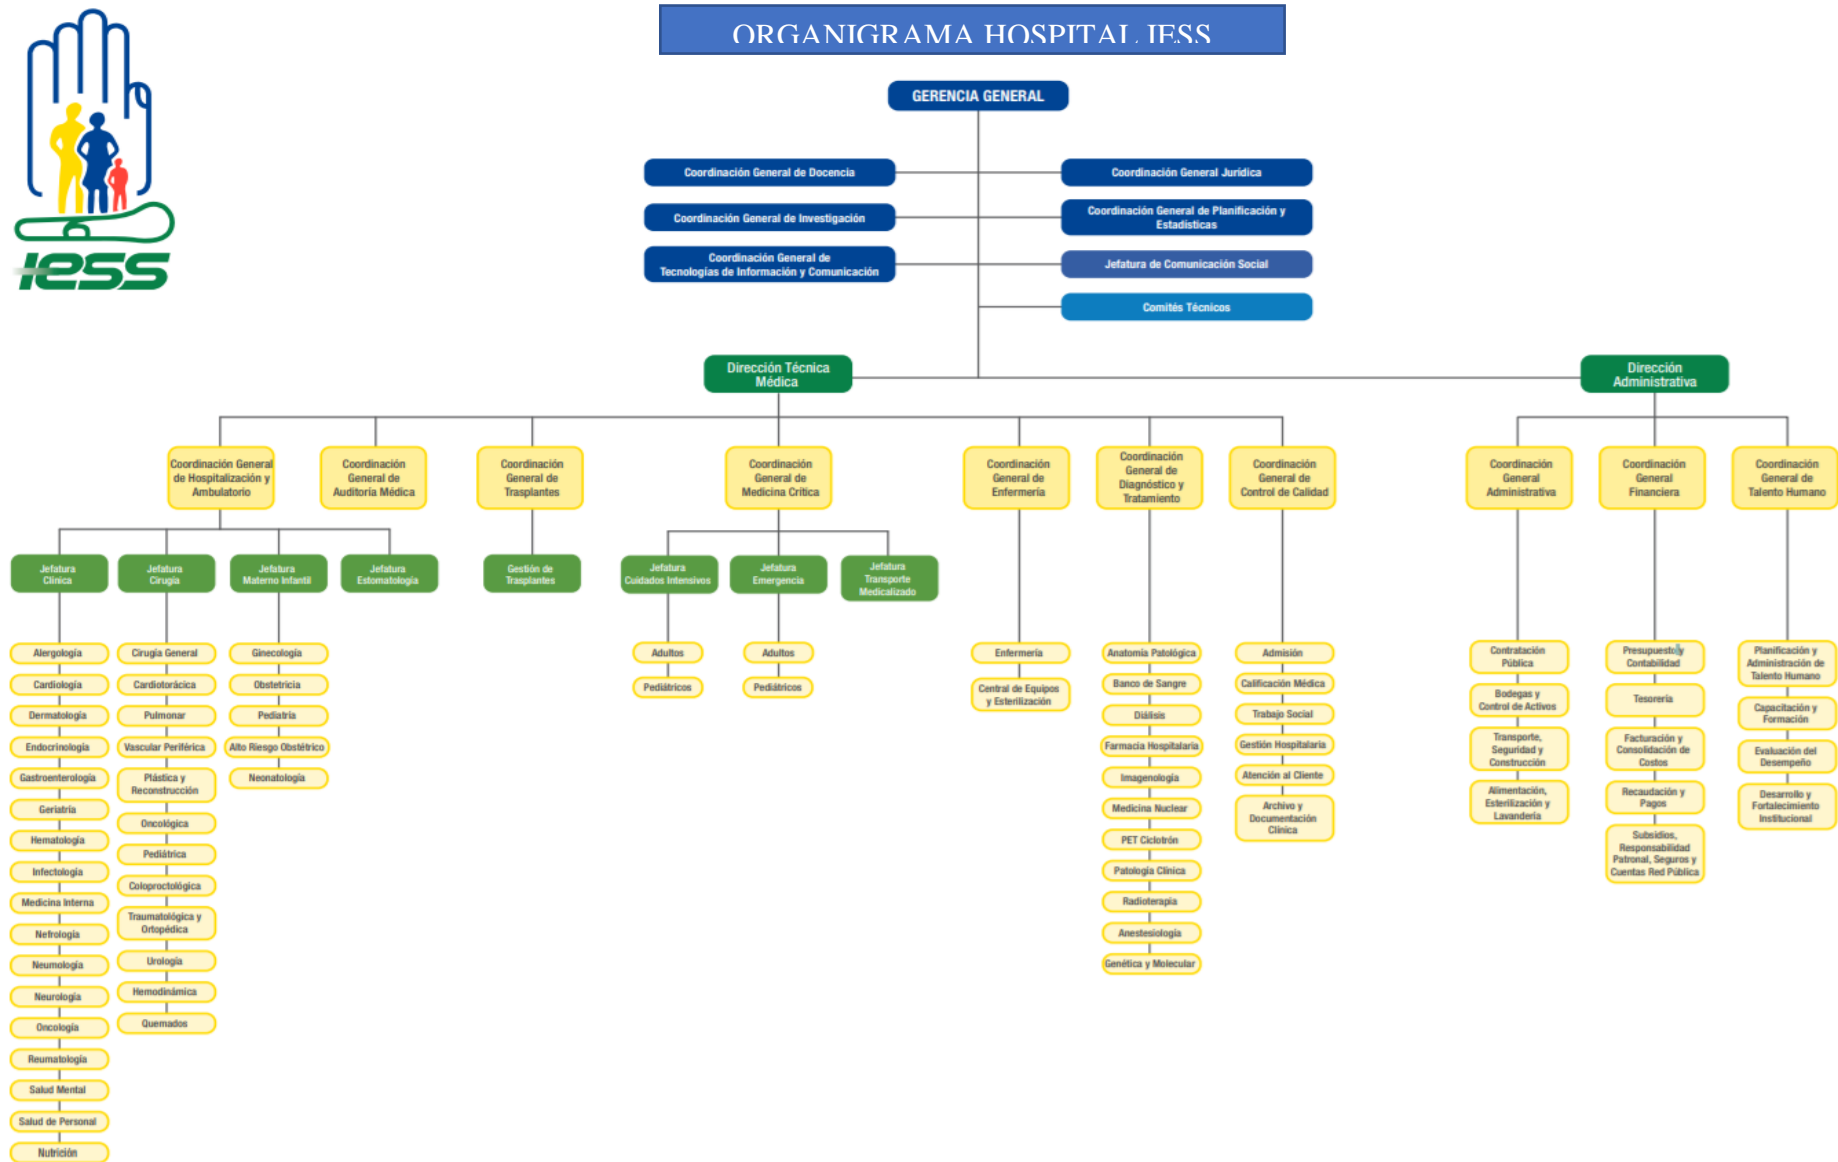 ORGANIGRAMA HOSPITAL IESS
IESS
GERENCIA GENERAL
Coordinación General de Docencia
Coordinación General Jurídica
Coordinación General de Investigación
Coordinación General de Planificación y
Estadísticas
Coordinación General de
Tecnologías de Información y Comunicación
Jefatura de Comunicación Social
Comités Técnicos
Dirección Técnica
Médica
Dirección
Administrativa
Coordinación General
de Hospitalización y
Ambulatorio
Coordinación
General de
Auditoría Médica
Coordinación
General de
Trasplantes
Coordinación
General de
Medicina Crítica
Coordinación
General de
Enfermería
Coordinación
General de
Diagnóstico y
Tratamiento
Coordinación
General de
Control de Calidad
Coordinación
General
Administrativa
Coordinación
General
Financiera
Coordinación
General de
Talento Humano
Jefatura
Clínica
Jefatura
Cirugía
Jefatura
Materno Infantil
Jefatura
Estomatología
Gestión de
Trasplantes
Jefatura
Cuidados Intensivos
Jefatura
Emergencia
Jefatura
Transporte
Medicalizado
Alergología
Cardiología
Dermatología
Endocrinología
Gastroenterología
Geriatría
Hematología
Infectología
Medicina Interna
Nefrología
Neumología
Neurología
Oncología
Reumatología
Salud Mental
Salud de Personal
Nutrición
Cirugía General
Cardiotorácica
Pulmonar
Vascular Periférica
Plástica y
Reconstrucción
Oncológica
Pediátrica
Coloproctológica
Traumatológica y
Ortopédica
Urología
Hemodinámica
Quemados
Ginecología
Obstetricia
Pediatría
Alto Riesgo Obstétrico
Neonatología
Adultos
Pediátricos
Adultos
Pediátricos
Enfermería
Central de Equipos
y Esterilización
Anatomía Patológica
Banco de Sangre
Diálisis
Farmacia Hospitalaria
Imagenología
Medicina Nuclear
PET Ciclotrón
Patología Clínica
Radioterapia
Anestesiología
Genética y Molecular
Admisión
Calificación Médica
Trabajo Social
Gestión Hospitalaria
Atención al Cliente
Archivo y
Documentación
Clínica
Contratación
Pública
Bodegas y
Control de Activos
Transporte,
Seguridad y
Construcción
Alimentación,
Esterilización y
Lavandería
Presupuesto y
Contabilidad
Tesorería
Facturación y
Consolidación de
Costos
Recaudación y
Pagos
Subsidios,
Responsabilidad
Patronal, Seguros y
Cuentas Red Pública
Planificación y
Administración de
Talento Humano
Capacitación y
Formación
Evaluación del
Desempeño
Desarrollo y
Fortalecimiento
Institucional